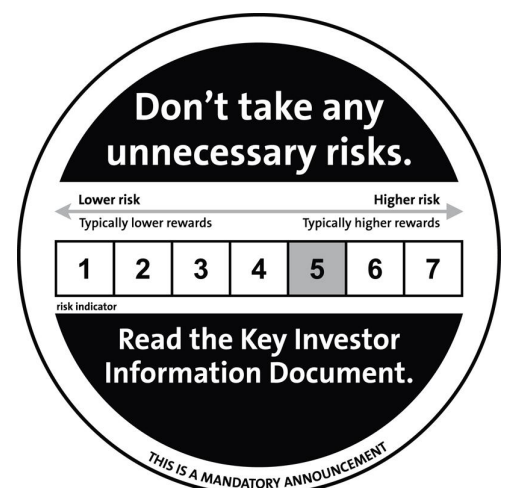 Don't take any
unnecessary risks.
Lower risk Higher risk
Typically lower rewards Typically higher rewards
1 2 3 4 5 6 7
risk indicator
Read the Key Investor
Information Document.
THIS IS A MANDATORY ANNOUNCEMENT